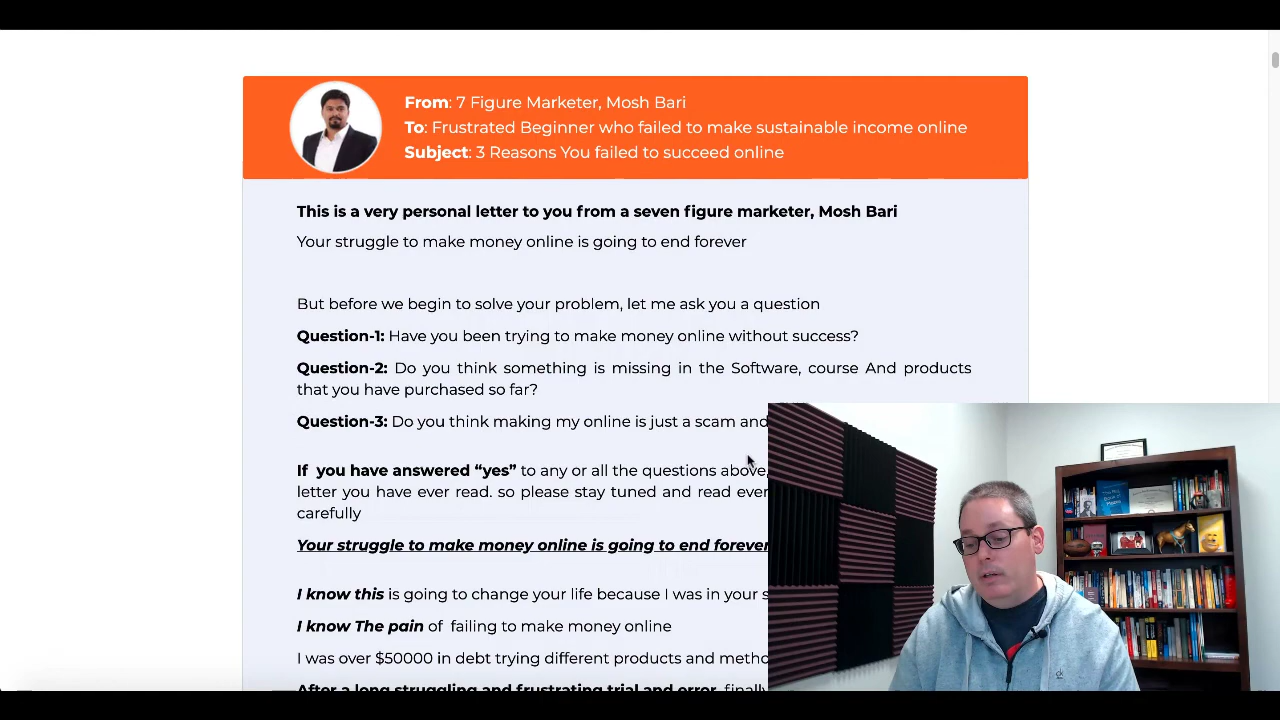 From: 7 Figure Marketer, Mosh Bari
To: Frustrated Beginner who failed to make sustainable income online
Subject: 3 Reasons You failed to succeed online
This is a very personal letter to you from a seven figure marketer, Mosh Bari
Your struggle to make money online is going to end forever
But before we begin to solve your problem, let me ask you a question
Question-1: Have you been trying to make money online without success?
Question-2: Do you think something is missing in the Software, course And products
that you have purchased so far?
Question-3: Do you think making my online is just a scam and
If you have answered “yes” to any or all the questions above,
letter you have ever read. so please stay tuned and read ever
carefully
Your struggle to make money online is going to end forever
I know this is going to change your life because I was in your s
I know The pain of failing to make money online
I was over $50000 in debt trying different products and metho
After a long struggling and frustrating trial and error, finally